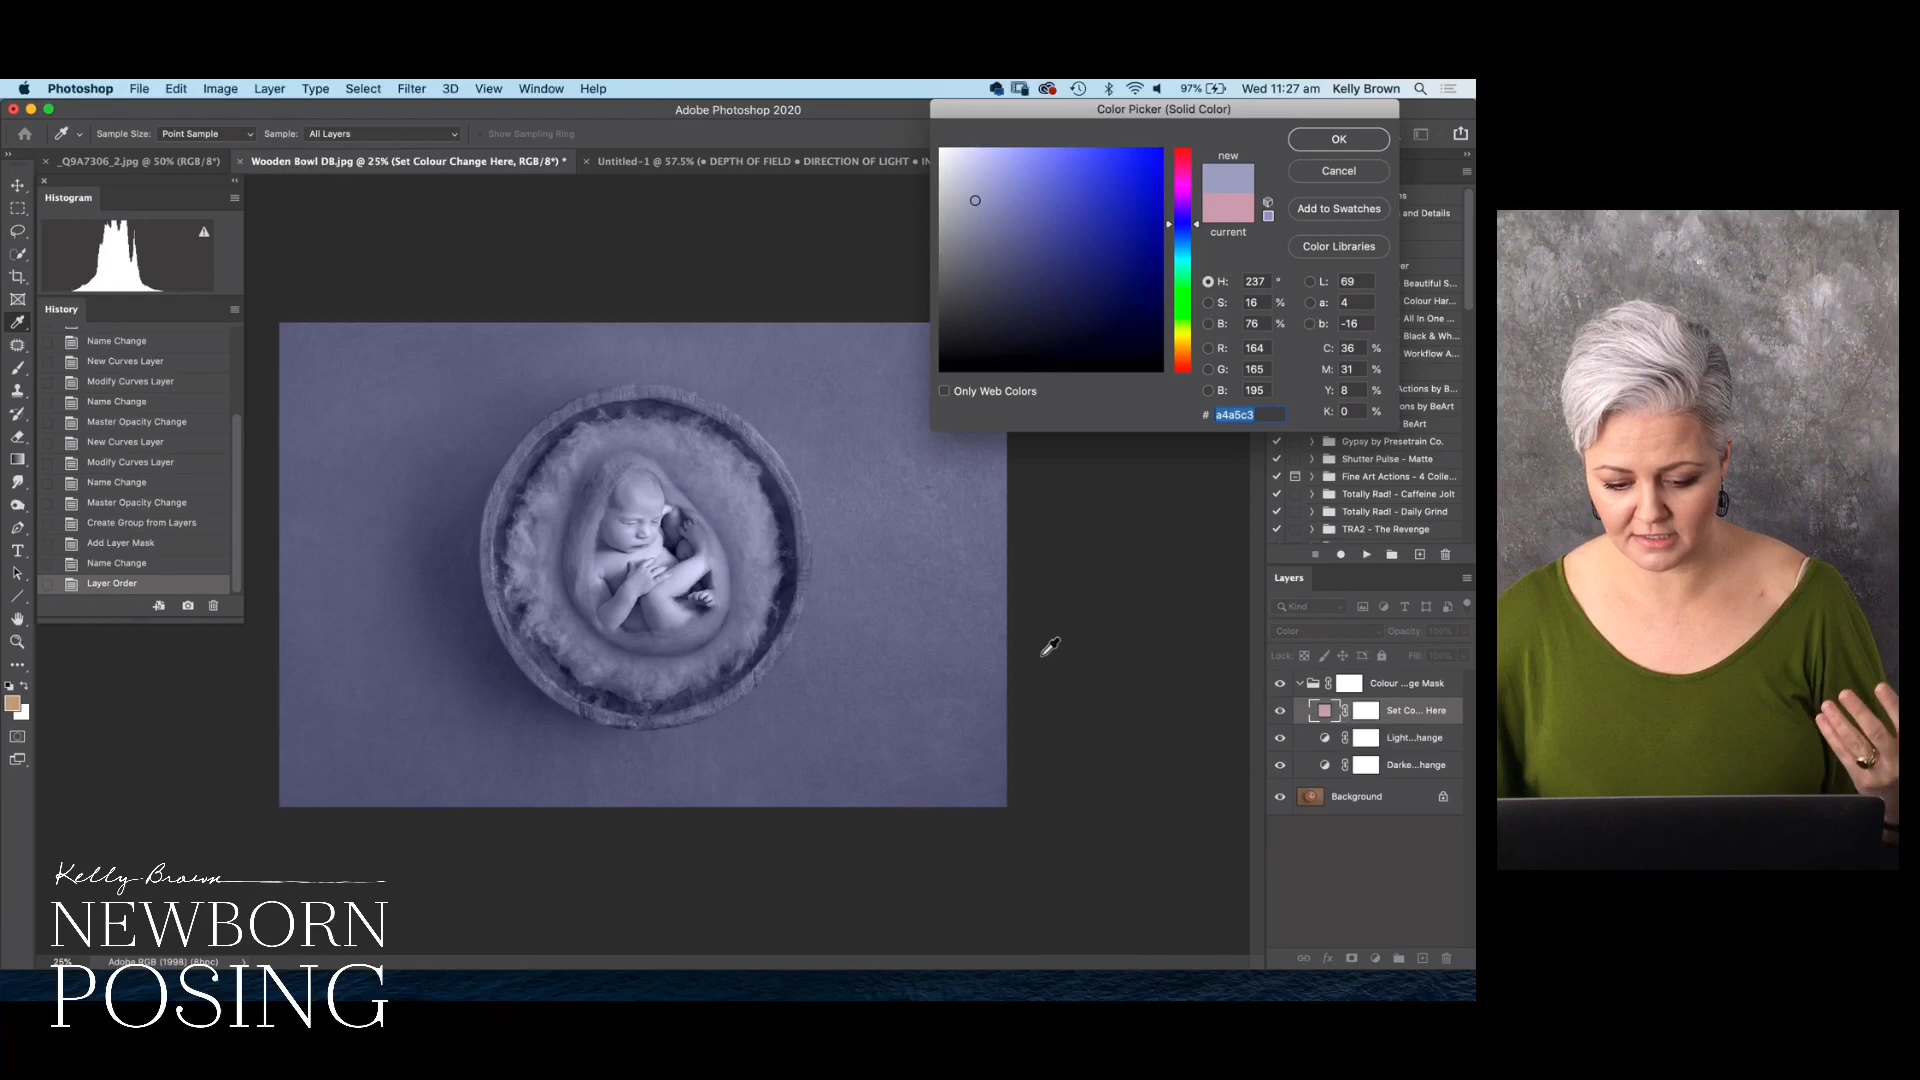 Photoshop File Edit Image Layer Type Select Filter 3D View Window Help
97% Wed 11:27 am Kelly Brown
Adobe Photoshop 2020
Color Picker (Solid Color)
Sample Size: Point Sample Sample: All Layers Show Sampling Ring
_Q9A7306_2.jpg @ 50% (RGB/8*)
Wooden Bowl DB.jpg @ 25% (Set Colour Change Here, RGB/8*) *
Untitled-1 @ 57.5% (● DEPTH OF FIELD ● DIRECTION OF LIGHT ● IN
Histogram
History
Name Change
New Curves Layer
Modify Curves Layer
Name Change
Master Opacity Change
New Curves Layer
Modify Curves Layer
Name Change
Master Opacity Change
Create Group from Layers
Add Layer Mask
Name Change
Layer Order
new
current
OK
Cancel
Add to Swatches
Color Libraries
H: 237 °
S: 16 %
B: 76 %
R: 164
G: 165
B: 195
# a4a5c3
L: 69
a: 4
b: -16
C: 36 %
M: 31 %
Y: 8 %
K: 0 %
Only Web Colors
and Details
Beautiful S...
Colour Har...
All In One ...
Black & Wh...
Workflow A...
ctions by B...
ons by BeArt
BeArt
Gypsy by Presetrain Co.
Shutter Pulse - Matte
Fine Art Actions - 4 Colle...
Totally Rad! - Caffeine Jolt
Totally Rad! - Daily Grind
TRA2 - The Revenge
Layers
Kind
Color Opacity: 100%
Lock: Fill: 100%
Colour ...ge Mask
Set Co... Here
Light...hange
Darke...hange
Background
25% Adobe RGB (1998) (8bpc)
Kelly Brown
NEWBORN
POSING